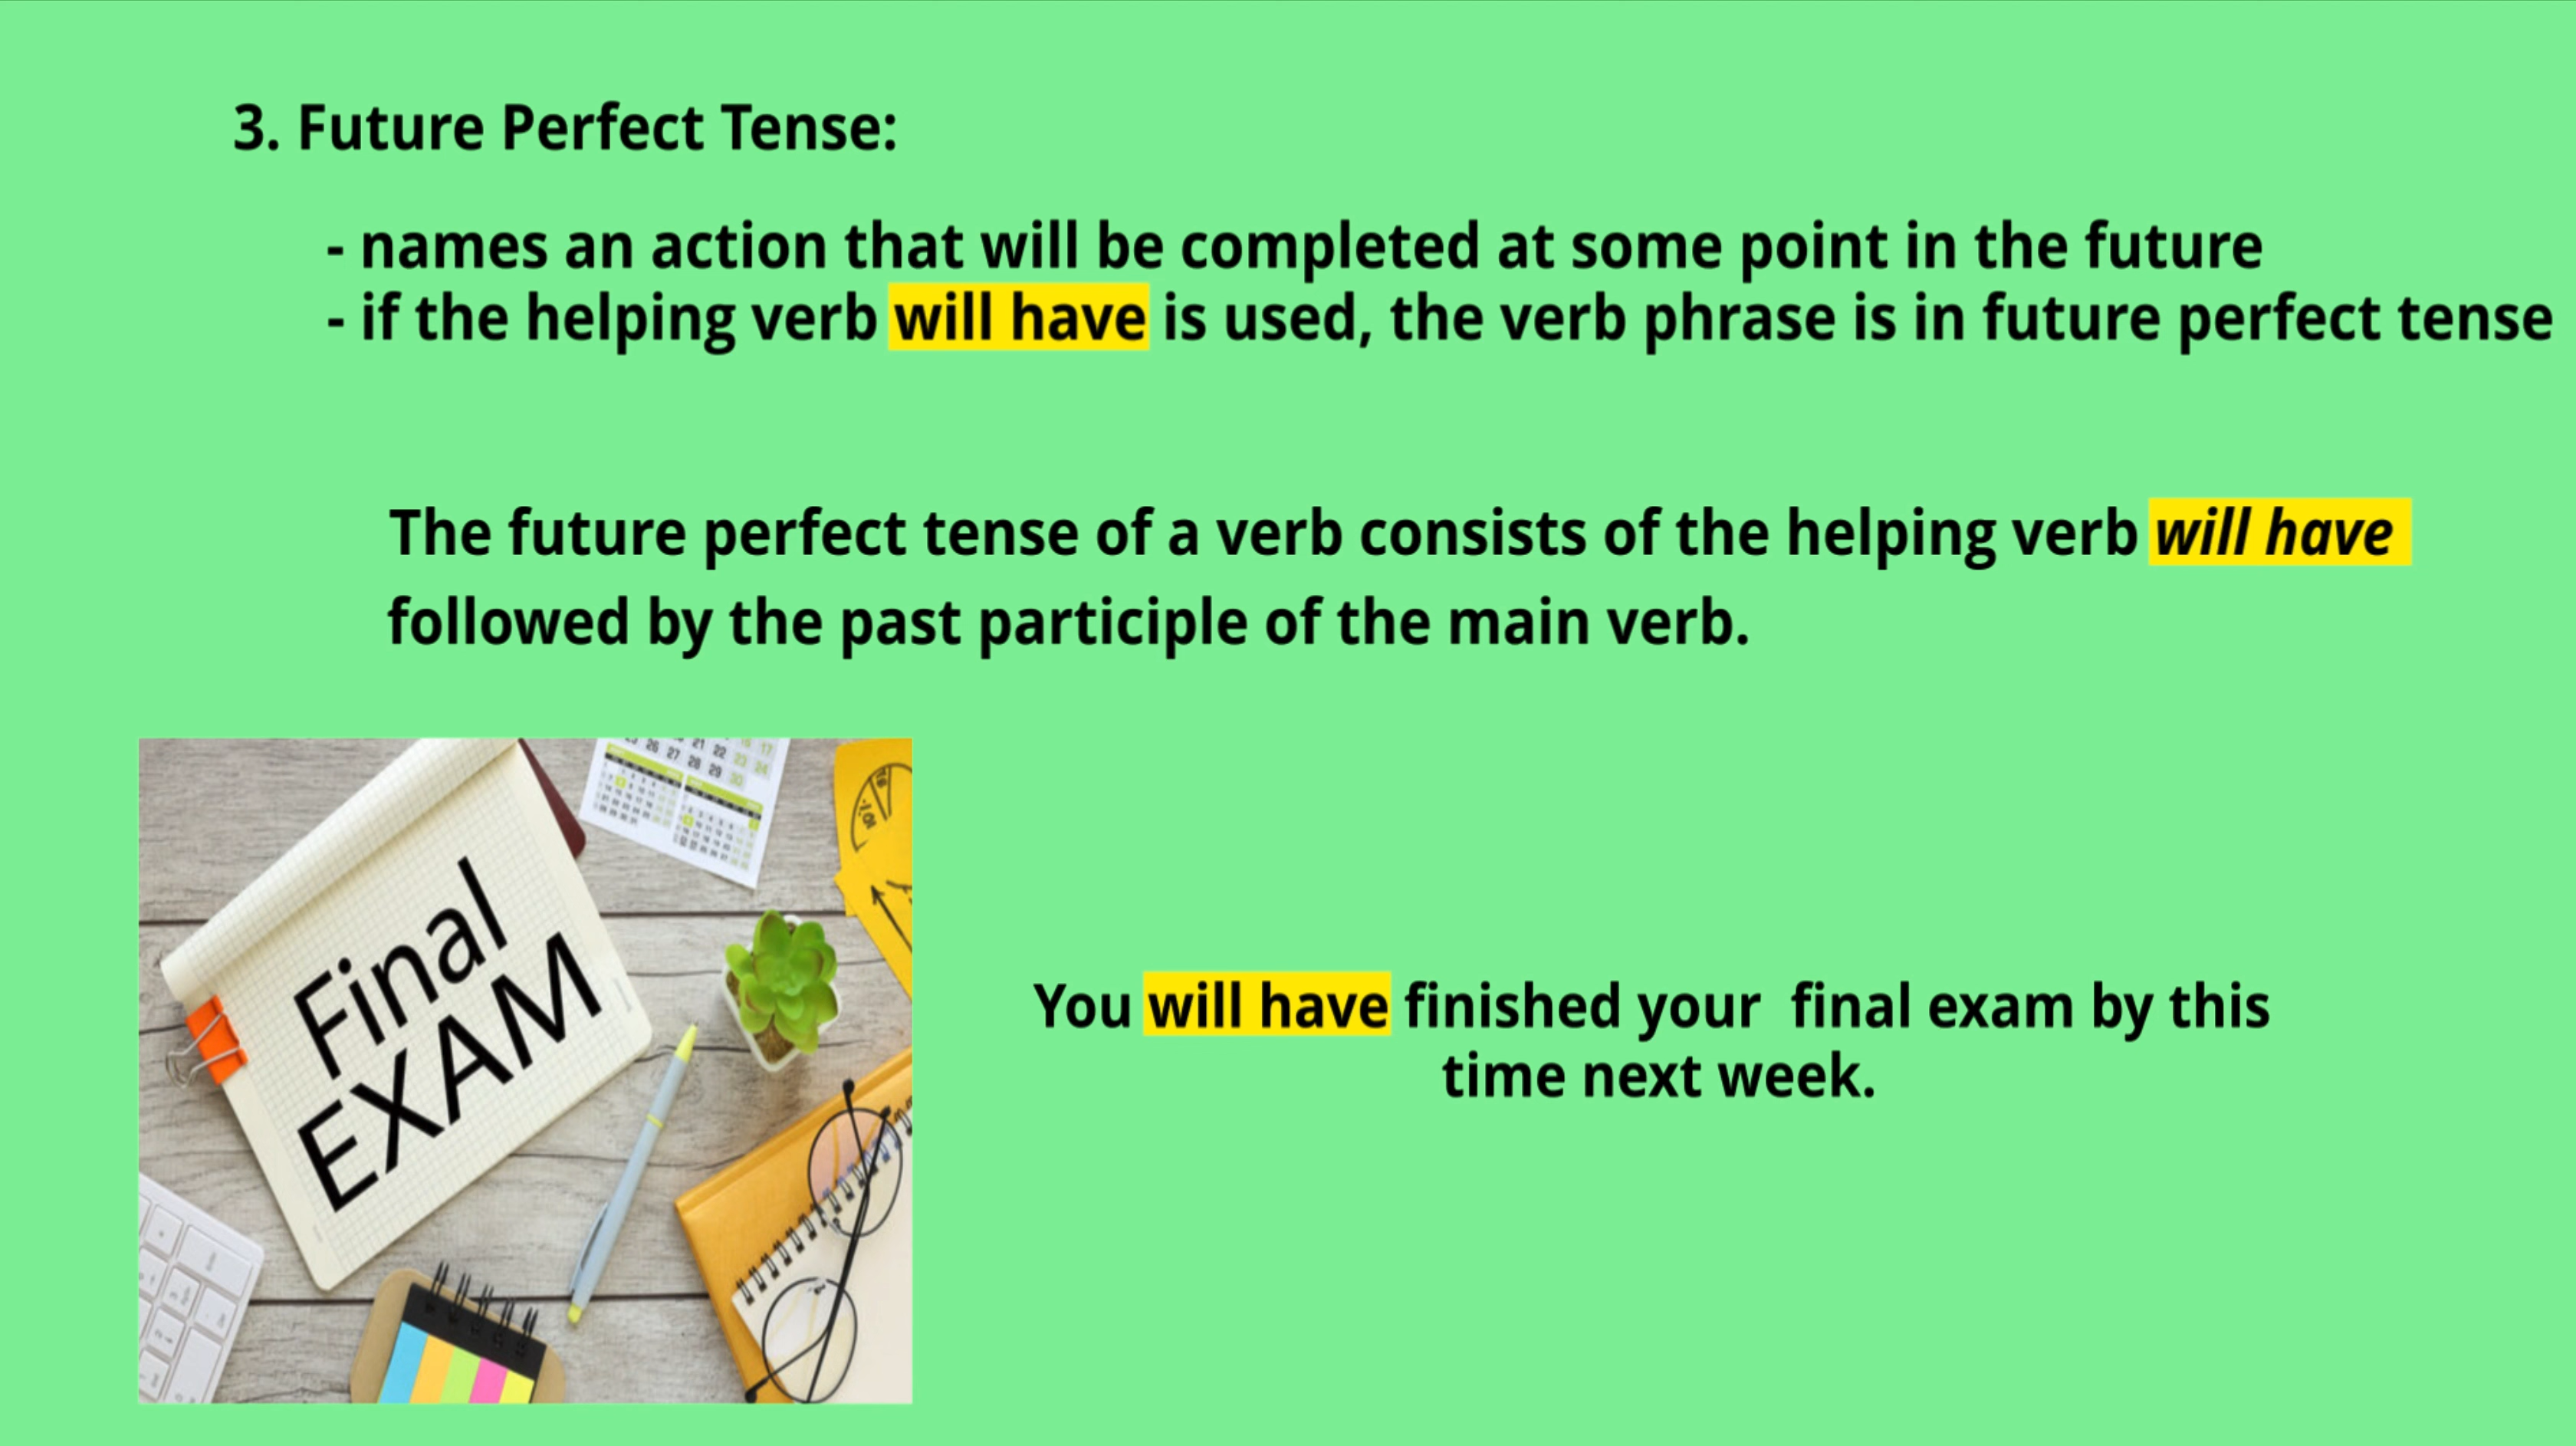 3. Future Perfect Tense:
- names an action that will be completed at some point in the future
- if the helping verb will have is used, the verb phrase is in future perfect tense
The future perfect tense of a verb consists of the helping verb will have
followed by the past participle of the main verb.
Final
EXAM
You will have finished your final exam by this
time next week.